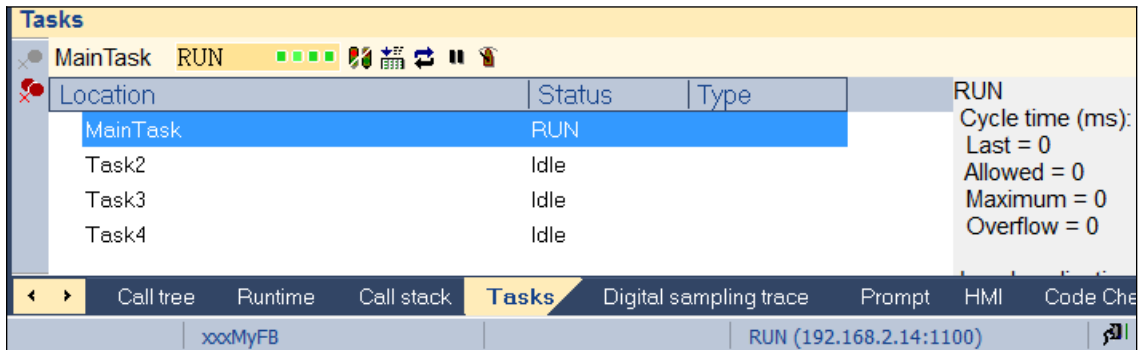 Tasks
MainTask RUN
Location Status Type
MainTask RUN
Task2 Idle
Task3 Idle
Task4 Idle
RUN
Cycle time (ms):
Last = 0
Allowed = 0
Maximum = 0
Overflow = 0
Call tree Runtime Call stack Tasks Digital sampling trace Prompt HMI Code Che
xxxMyFB RUN (192.168.2.14:1100)